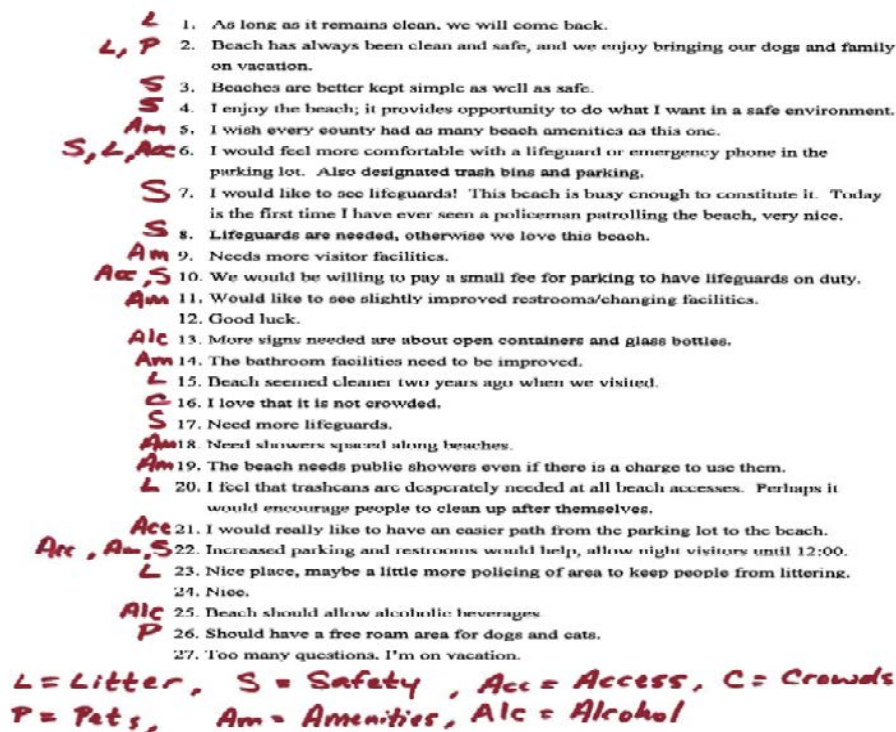 L 1. As long as it remains clean, we will come back.
L, P 2. Beach has always been clean and safe, and we enjoy bringing our dogs and family
on vacation.
S 3. Beaches are better kept simple as well as safe.
S 4. I enjoy the beach; it provides opportunity to do what I want in a safe environment.
Am 5. I wish every county had as many beach amenities as this one.
S, L, Acc 6. I would feel more comfortable with a lifeguard or emergency phone in the
parking lot. Also designated trash bins and parking.
S 7. I would like to see lifeguards! This beach is busy enough to constitute it. Today
is the first time I have ever seen a policeman patrolling the beach, very nice.
S 8. Lifeguards are needed, otherwise we love this beach.
Am 9. Needs more visitor facilities.
Acc, S 10. We would be willing to pay a small fee for parking to have lifeguards on duty.
Am 11. Would like to see slightly improved restrooms/changing facilities.
12. Good luck.
Alc 13. More signs needed are about open containers and glass bottles.
Am 14. The bathroom facilities need to be improved.
L 15. Beach seemed cleaner two years ago when we visited.
C 16. I love that it is not crowded.
S 17. Need more lifeguards.
Am 18. Need showers spaced along beaches.
Am 19. The beach needs public showers even if there is a charge to use them.
L 20. I feel that trashcans are desperately needed at all beach accesses. Perhaps it
would encourage people to clean up after themselves.
Acc 21. I would really like to have an easier path from the parking lot to the beach.
Acc, Am, S 22. Increased parking and restrooms would help, allow night visitors until 12:00.
L 23. Nice place, maybe a little more policing of area to keep people from littering.
24. Nice.
Alc 25. Beach should allow alcoholic beverages
P 26. Should have a free roam area for dogs and cats.
27. Too many questions, I'm on vacation.
L = Litter, S = Safety, Acc = Access, C = Crowds
P = Pets, Am = Amenities, Alc = Alcohol